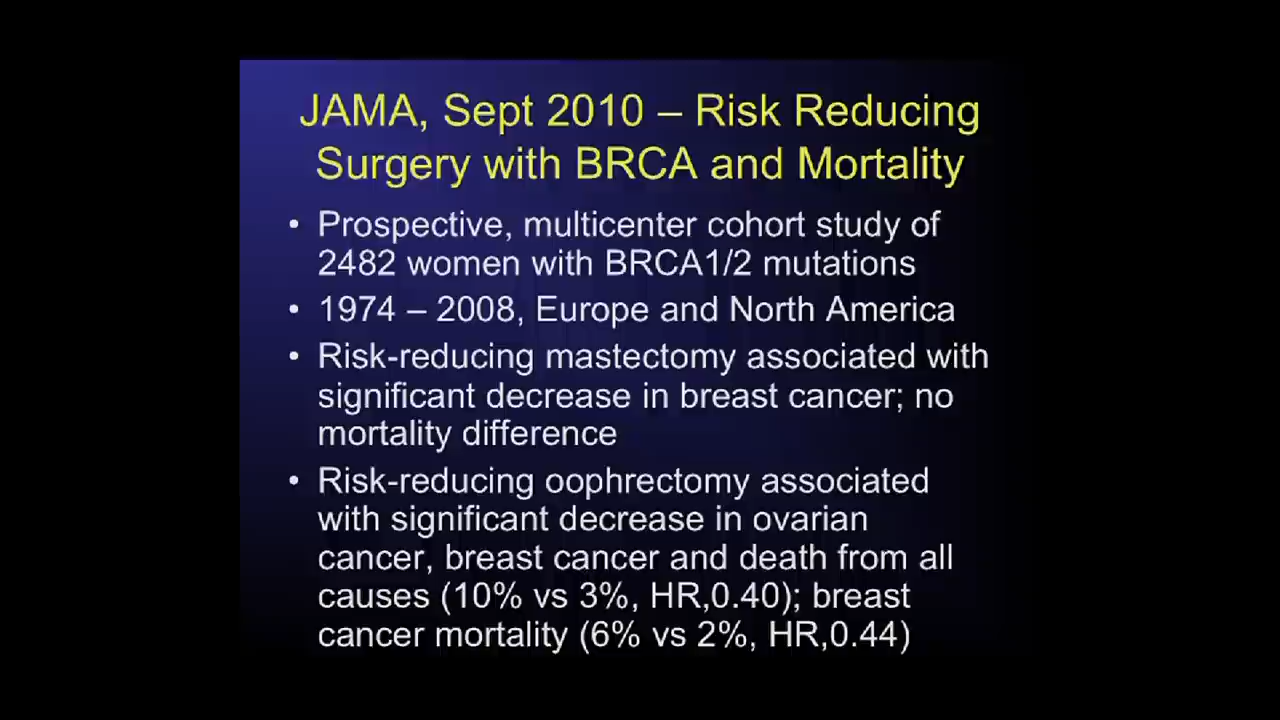 JAMA, Sept 2010 – Risk Reducing
Surgery with BRCA and Mortality
• Prospective, multicenter cohort study of
2482 women with BRCA1/2 mutations
• 1974 – 2008, Europe and North America
• Risk-reducing mastectomy associated with
significant decrease in breast cancer; no
mortality difference
• Risk-reducing oophrectomy associated
with significant decrease in ovarian
cancer, breast cancer and death from all
causes (10% vs 3%, HR,0.40); breast
cancer mortality (6% vs 2%, HR,0.44)